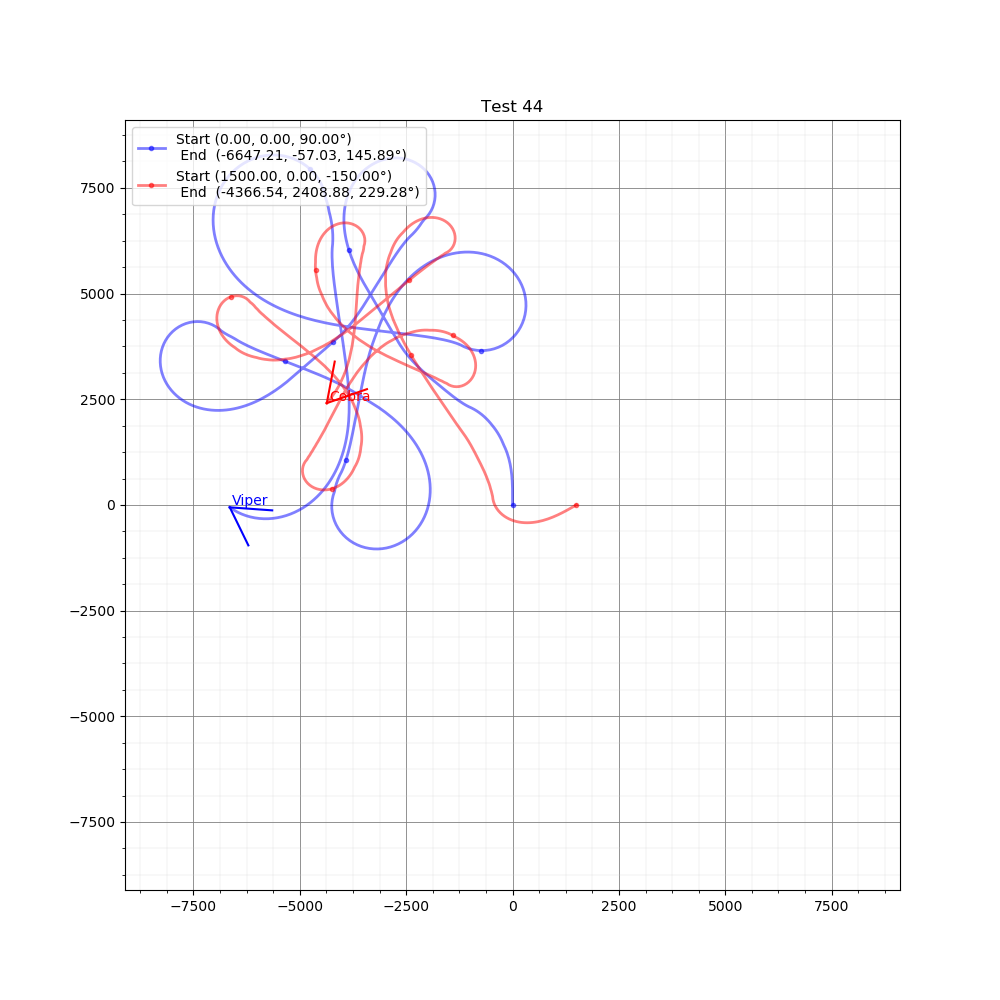 Test 44
Start (0.00, 0.00, 90.00°)
End (-6647.21, -57.03, 145.89°)
Start (1500.00, 0.00, -150.00°)
End (-4366.54, 2408.88, 229.28°)
7500
5000
2500
0
−2500
−5000
−7500
Cobra
Viper
−7500 −5000 −2500 0 2500 5000 7500